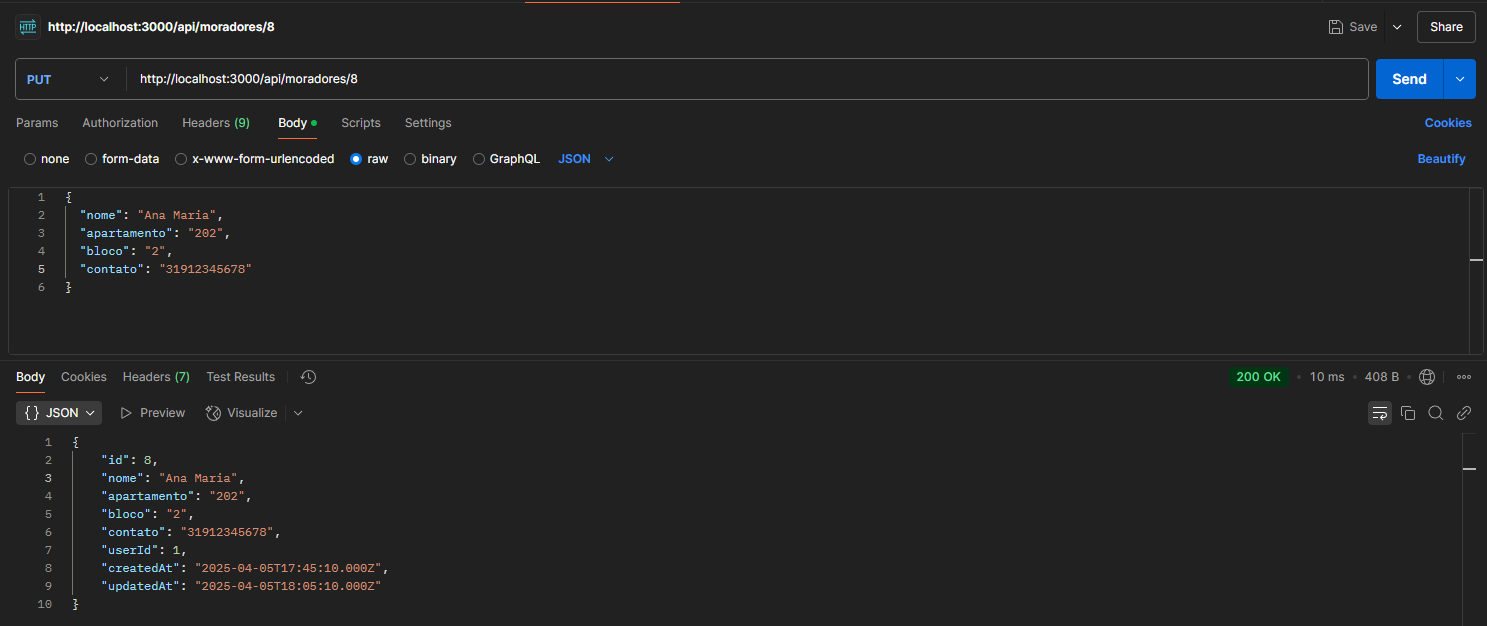 HTTP http://localhost:3000/api/moradores/8 Save Share
PUT http://localhost:3000/api/moradores/8 Send
Params Authorization Headers (9) Body Scripts Settings Cookies
none form-data x-www-form-urlencoded raw binary GraphQL JSON Beautify
1 {
2 "nome": "Ana Maria",
3 "apartamento": "202",
4 "bloco": "2",
5 "contato": "31912345678"
6 }
Body Cookies Headers (7) Test Results 200 OK • 10 ms • 408 B •
{} JSON Preview Visualize
1 {
2 "id": 8,
3 "nome": "Ana Maria",
4 "apartamento": "202",
5 "bloco": "2",
6 "contato": "31912345678",
7 "userId": 1,
8 "createdAt": "2025-04-05T17:45:10.000Z",
9 "updatedAt": "2025-04-05T18:05:10.000Z"
10 }